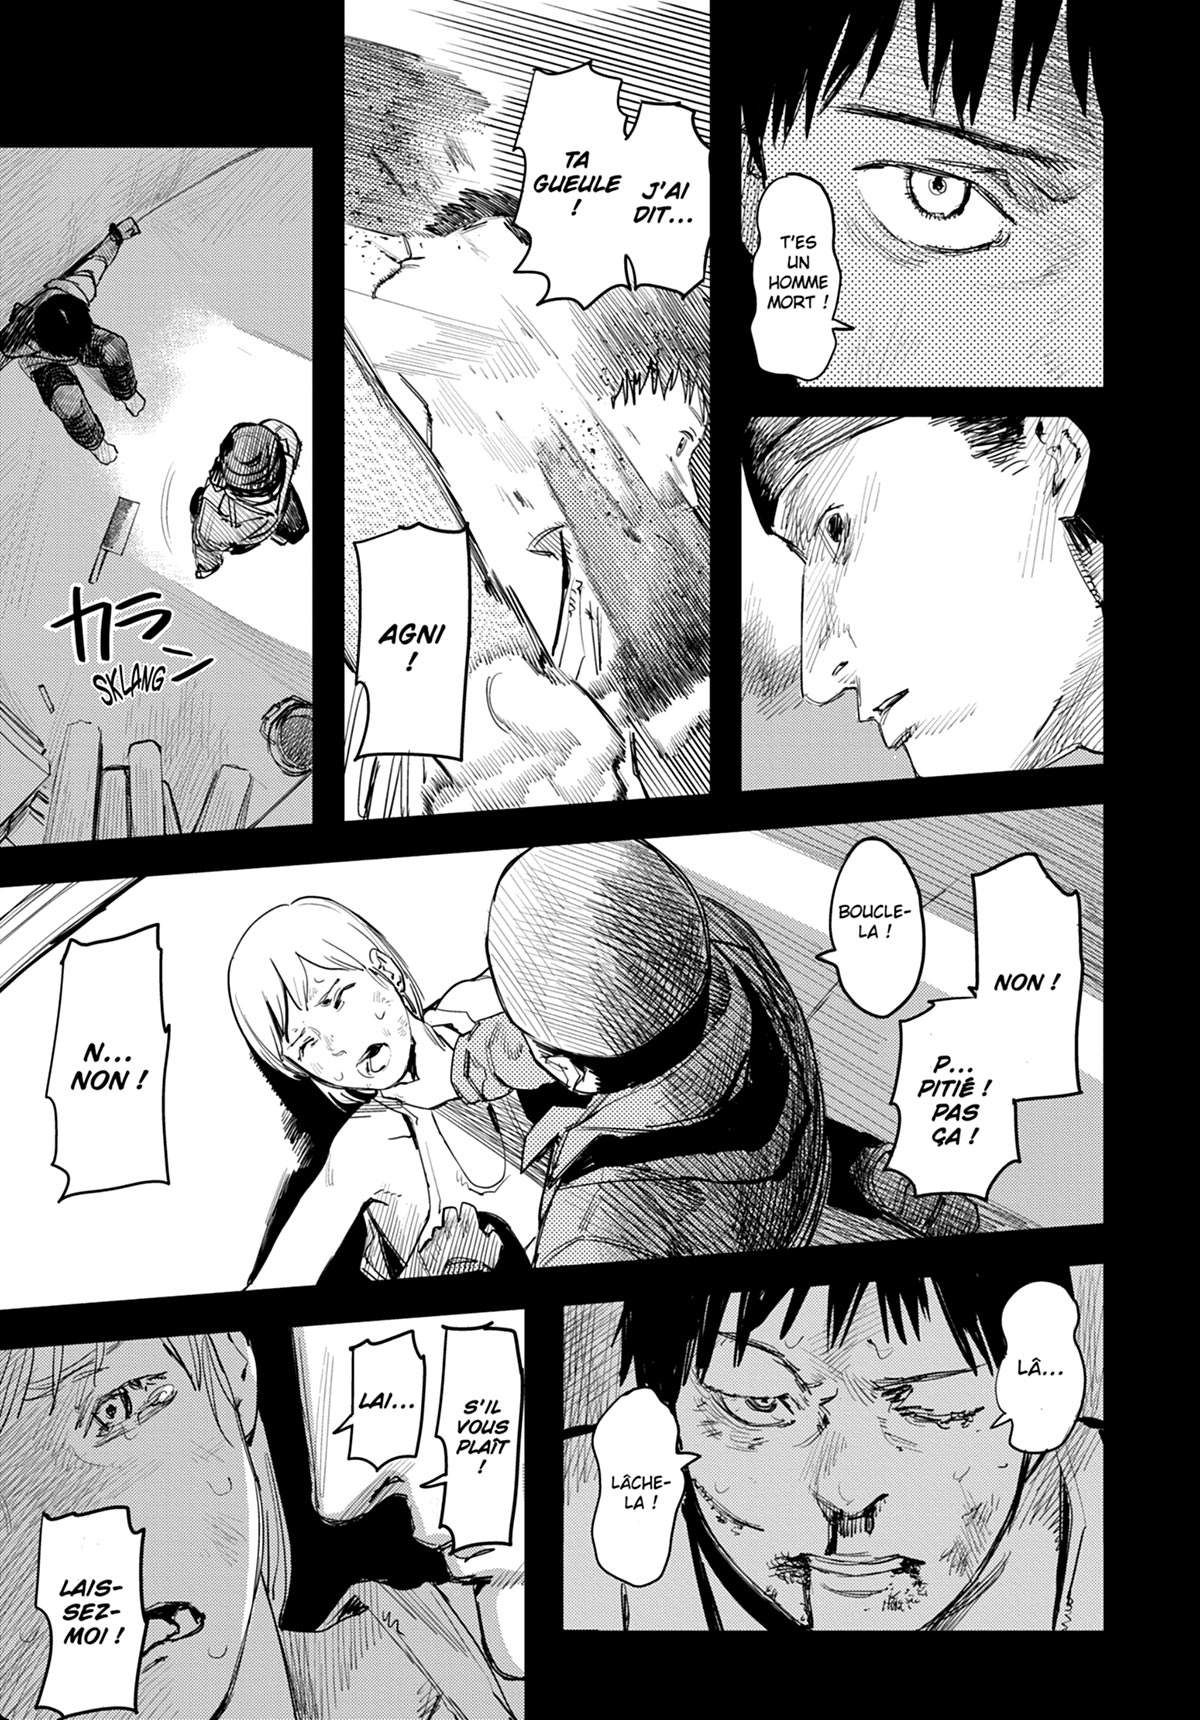 T'ES
UN
HOMME
MORT !
J'AI
DIT...
TA
GUEULE
!
AGNI
!
カラン
SKLANG
NON !
P...
PITIÉ !
PAS
ÇA !
BOUCLE-
LA !
N...
NON !
LÂ...
LÂCHE-
LA !
S'IL
VOUS
PLAÎT
!
LAI...
LAIS-
SEZ-
MOI !